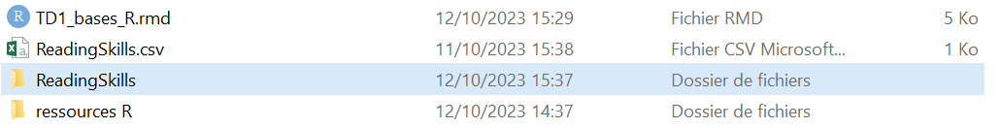 R TD1_bases_R.rmd 12/10/2023 15:29 Fichier RMD 5 Ko
ReadingSkills.csv 11/10/2023 15:38 Fichier CSV Microsoft... 1 Ko
ReadingSkills 12/10/2023 15:37 Dossier de fichiers
ressources R 12/10/2023 14:37 Dossier de fichiers